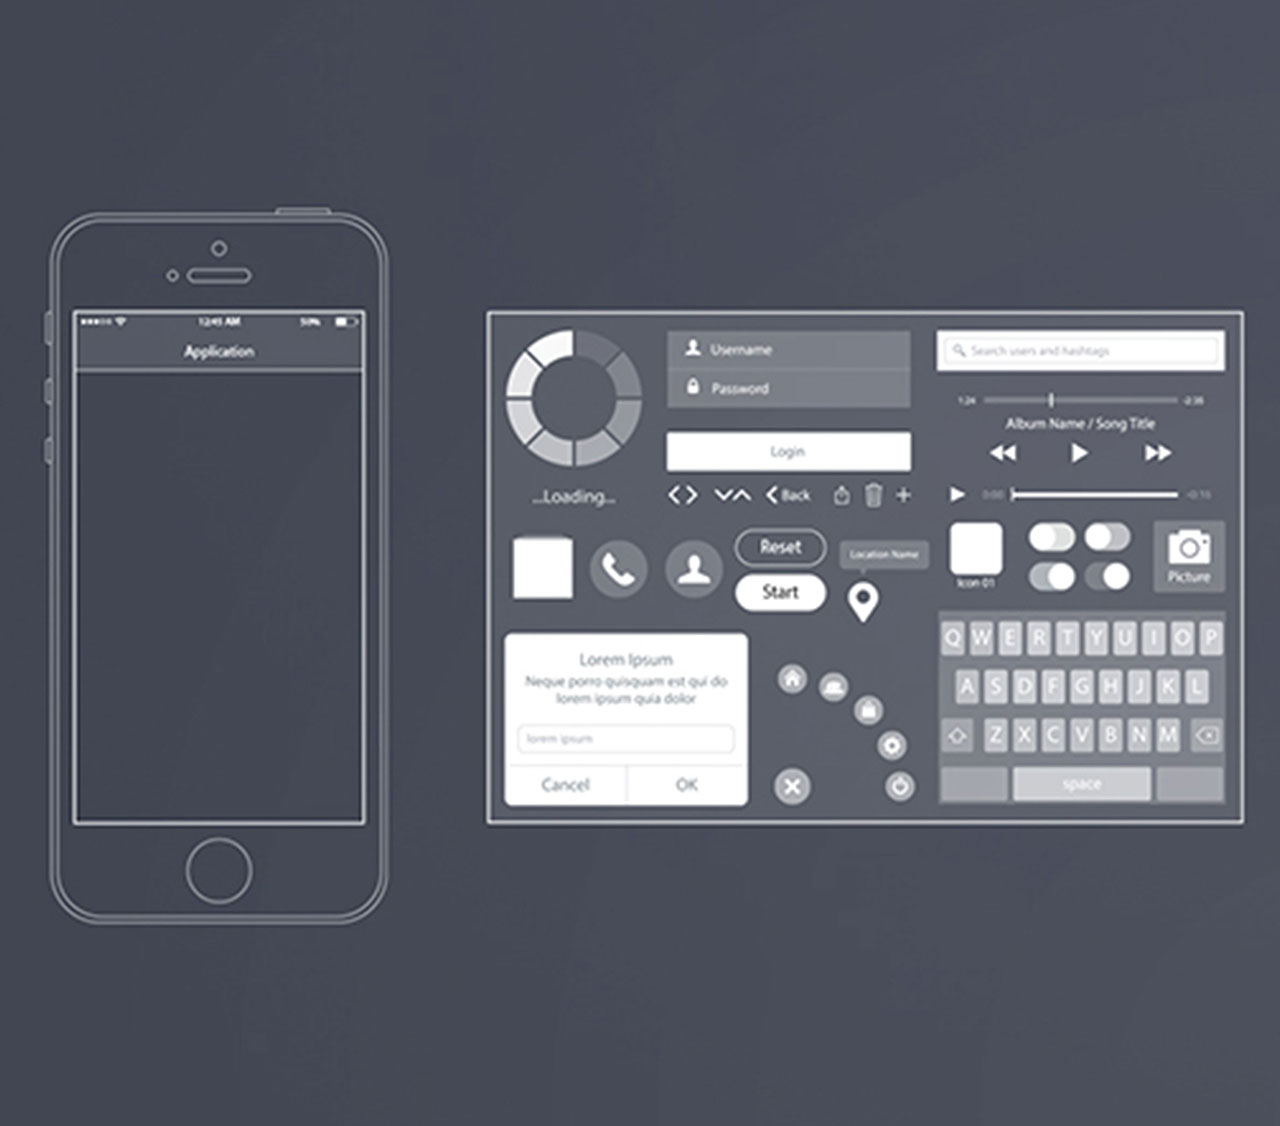 12:45 AM
50%
Application
...Loading...
Username
Password
Login
Back
Search users and hashtags
1:24
-2:35
Album Name / Song Title
0:00
-0:15
Reset
Start
Location Name
Icon 01
Picture
Lorem Ipsum
Neque porro quisquam est qui do
lorem ipsum quia dolor
lorem ipsum
Cancel
OK
Q W E R T Y U I O P
A S D F G H J K L
Z X C V B N M
space